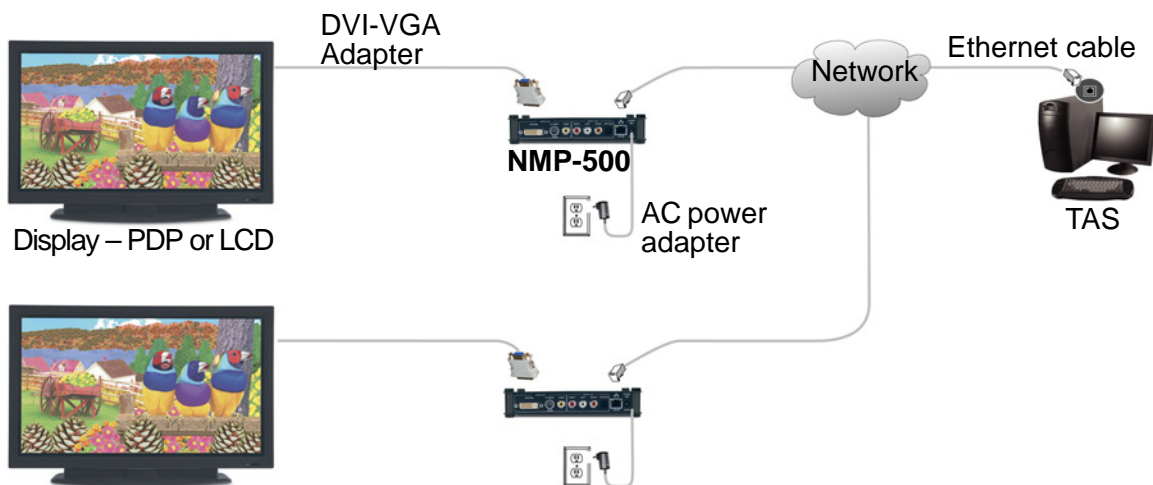 DVI-VGA
Adapter
Ethernet cable
Network
NMP-500
AC power
adapter
TAS
Display – PDP or LCD